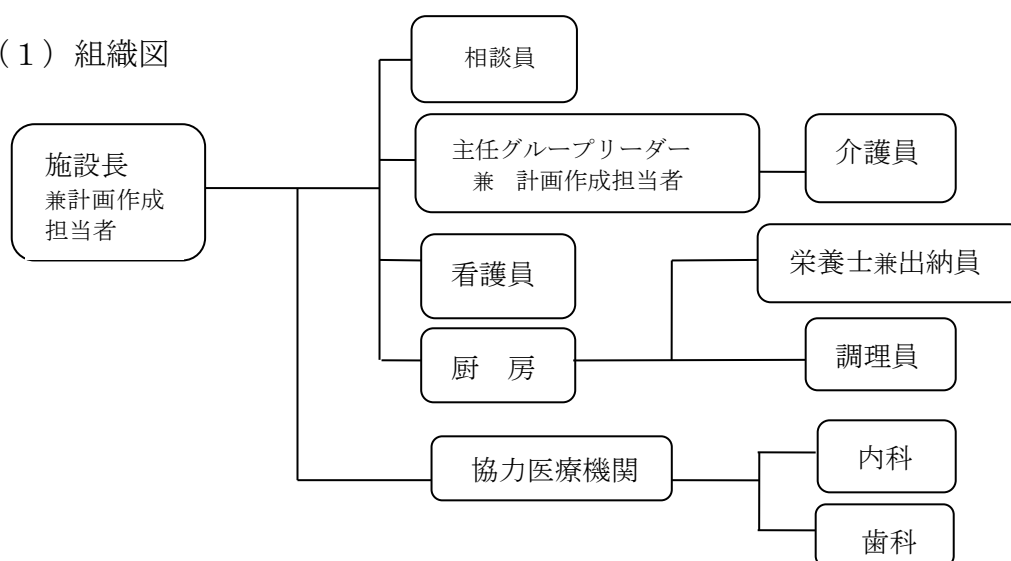 （１）組織図
相談員
施設長
兼計画作成
担当者
主任グループリーダー
兼　計画作成担当者
介護員
看護員
栄養士兼出納員
厨　房
調理員
協力医療機関
内科
歯科